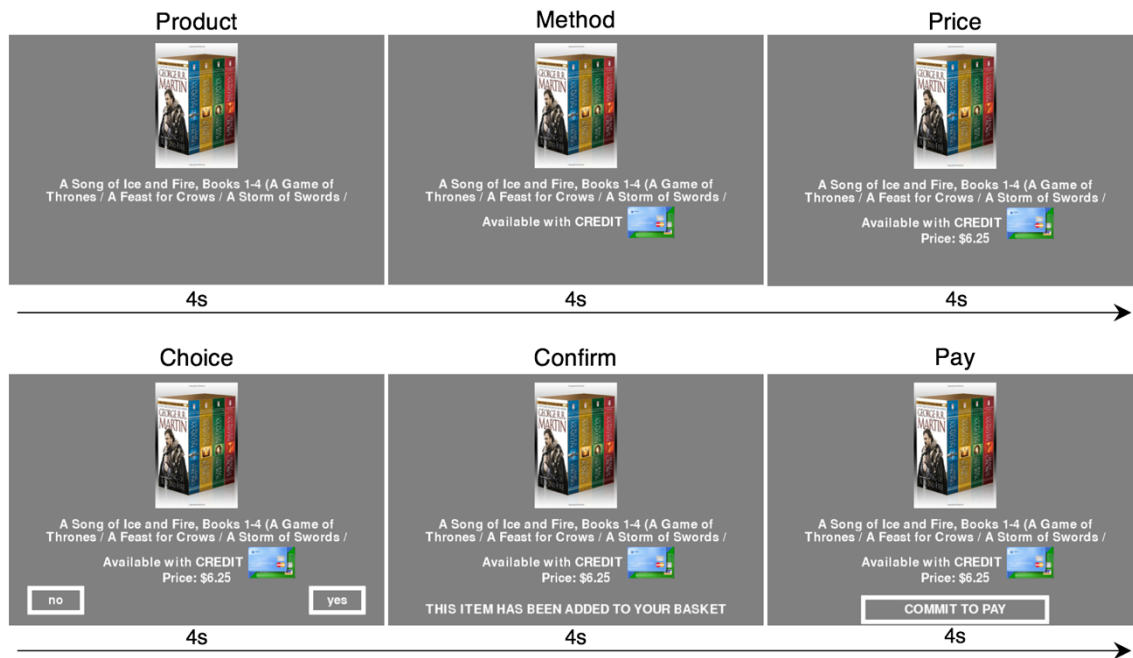 Product
Method
Price
GEORGE R.R.
MARTIN
A Song of Ice and Fire, Books 1-4 (A Game of
Thrones / A Feast for Crows / A Storm of Swords /
GEORGE R.R.
MARTIN
A Song of Ice and Fire, Books 1-4 (A Game of
Thrones / A Feast for Crows / A Storm of Swords /
Available with CREDIT
GEORGE R.R.
MARTIN
A Song of Ice and Fire, Books 1-4 (A Game of
Thrones / A Feast for Crows / A Storm of Swords /
Available with CREDIT
Price: $6.25
4s
4s
4s
Choice
Confirm
Pay
GEORGE R.R.
MARTIN
A Song of Ice and Fire, Books 1-4 (A Game of
Thrones / A Feast for Crows / A Storm of Swords /
Available with CREDIT
Price: $6.25
no
yes
GEORGE R.R.
MARTIN
A Song of Ice and Fire, Books 1-4 (A Game of
Thrones / A Feast for Crows / A Storm of Swords /
Available with CREDIT
Price: $6.25
THIS ITEM HAS BEEN ADDED TO YOUR BASKET
GEORGE R.R.
MARTIN
A Song of Ice and Fire, Books 1-4 (A Game of
Thrones / A Feast for Crows / A Storm of Swords /
Available with CREDIT
Price: $6.25
COMMIT TO PAY
4s
4s
4s